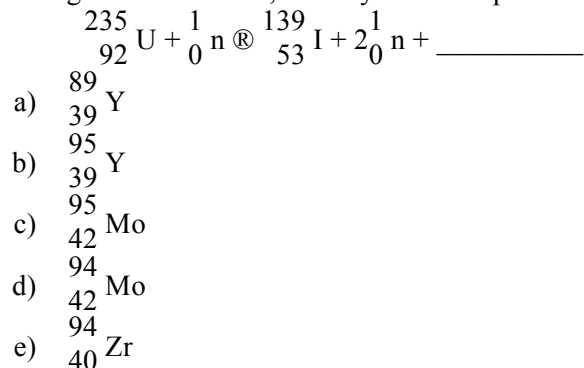 235 92 U + 1 0 n ® 139 53 I + 2 1 0 n + __________
a) 89 39 Y
b) 95 39 Y
c) 95 42 Mo
d) 94 42 Mo
e) 94 40 Zr